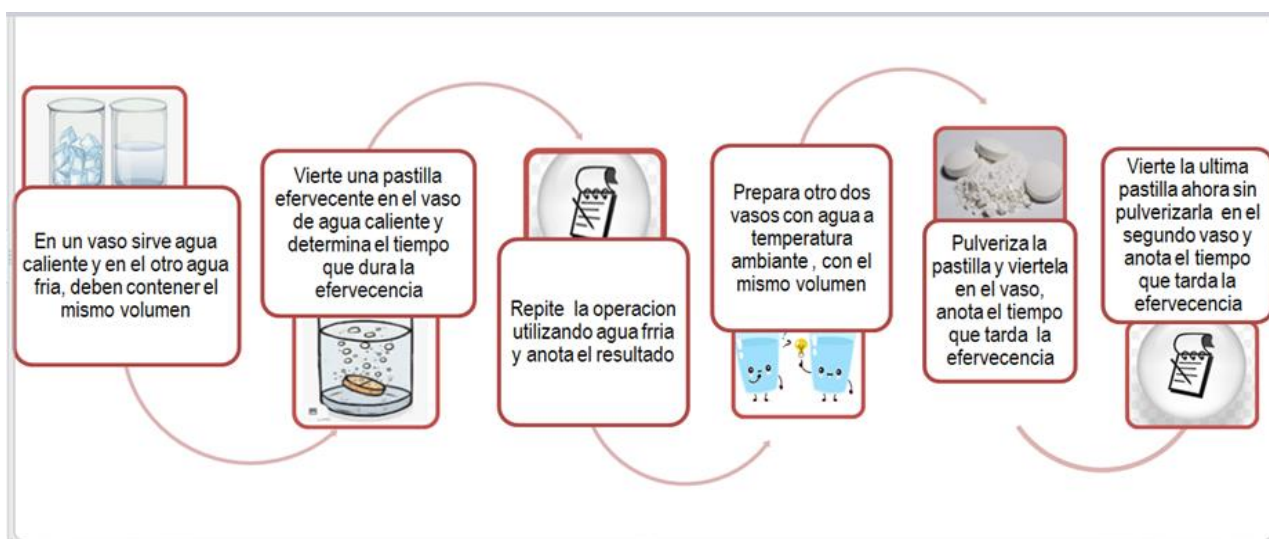 En un vaso sirve agua
caliente y en el otro agua
fria, deben contener el
mismo volumen
Vierte una pastilla
efervecente en el vaso
de agua caliente y
determina el tiempo
que dura la
efervecencia
Repite la operacion
utilizando agua frria
y anota el resultado
Prepara otro dos
vasos con agua a
temperatura
ambiante , con el
mismo volumen
Pulveriza la
pastilla y viertela
en el vaso,
anota el tiempo
que tarda la
efervecencia
Vierte la ultima
pastilla ahora sin
pulverizarla en el
segundo vaso y
anota el tiempo
que tarda la
efervecencia